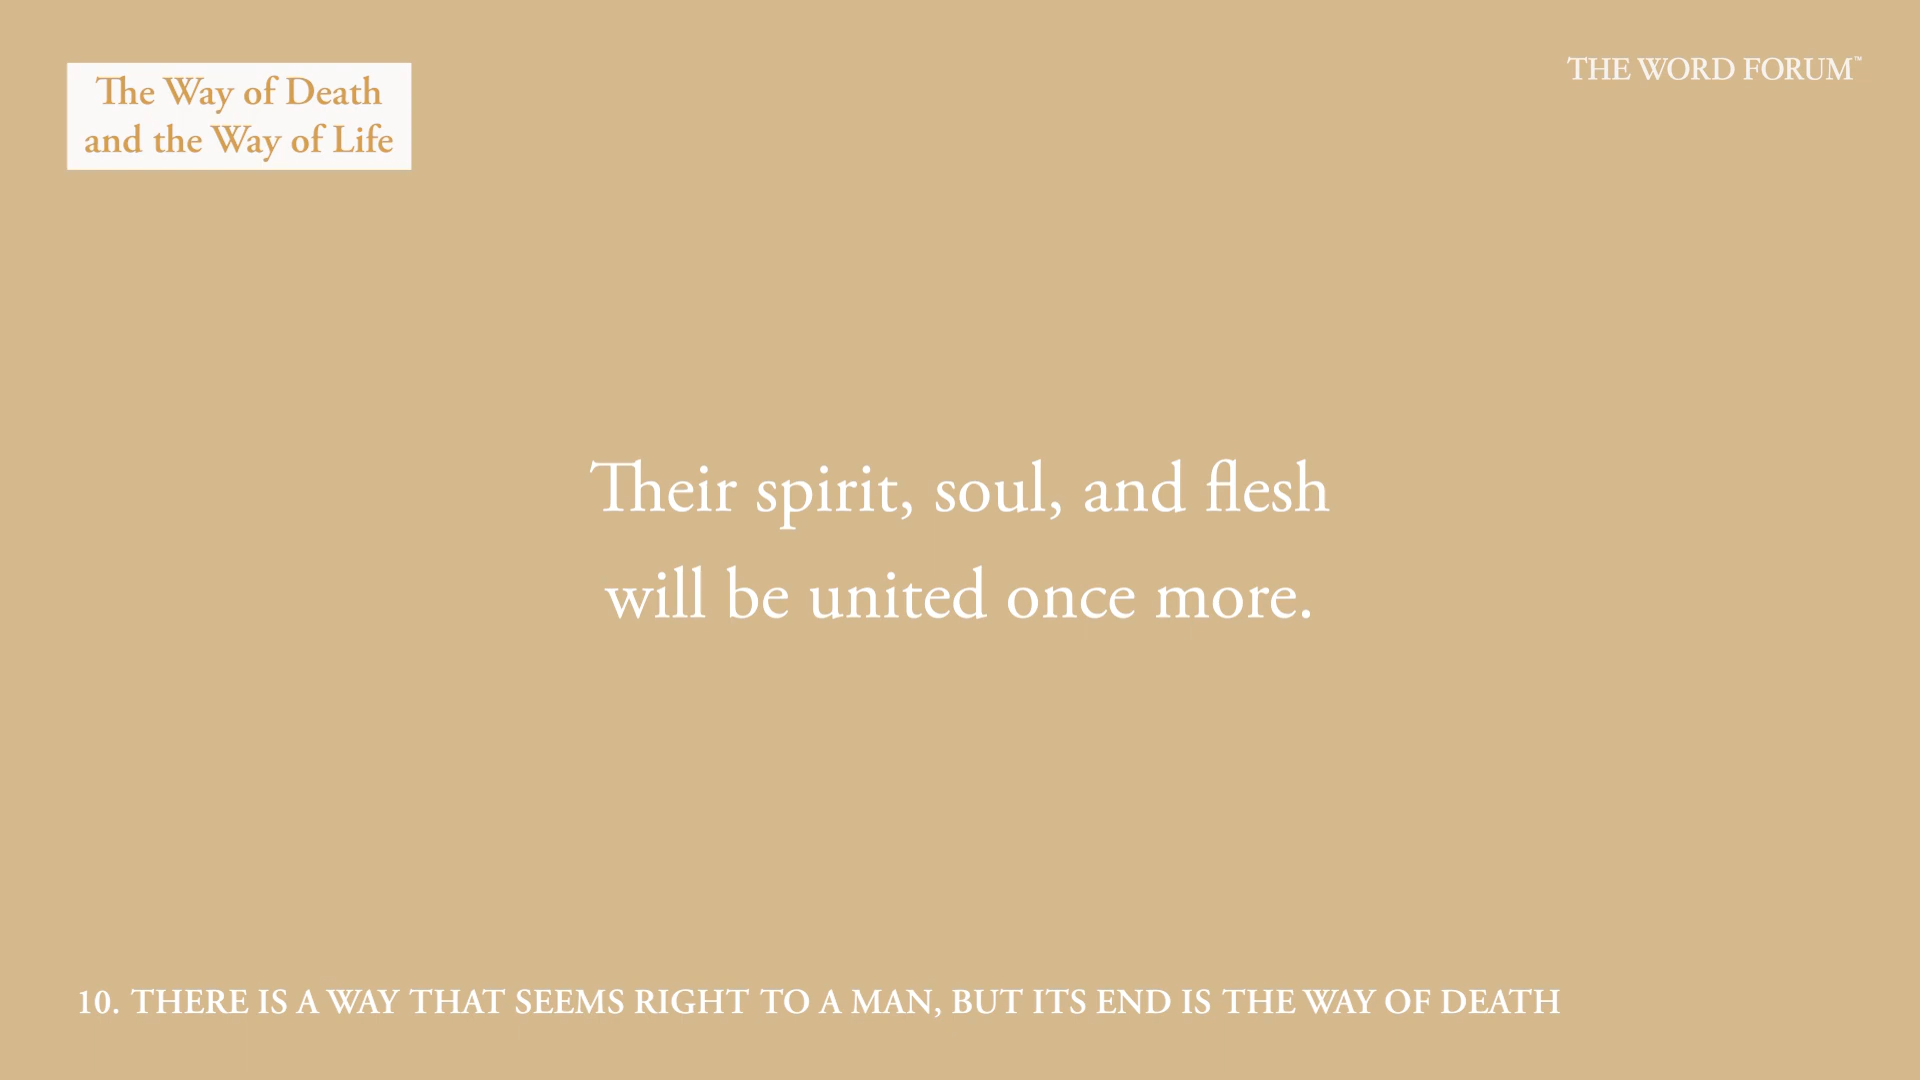 The Way of Death
and the Way of Life
THE WORD FORUM™
Their spirit, soul, and flesh
will be united once more.
10. THERE IS A WAY THAT SEEMS RIGHT TO A MAN, BUT ITS END IS THE WAY OF DEATH